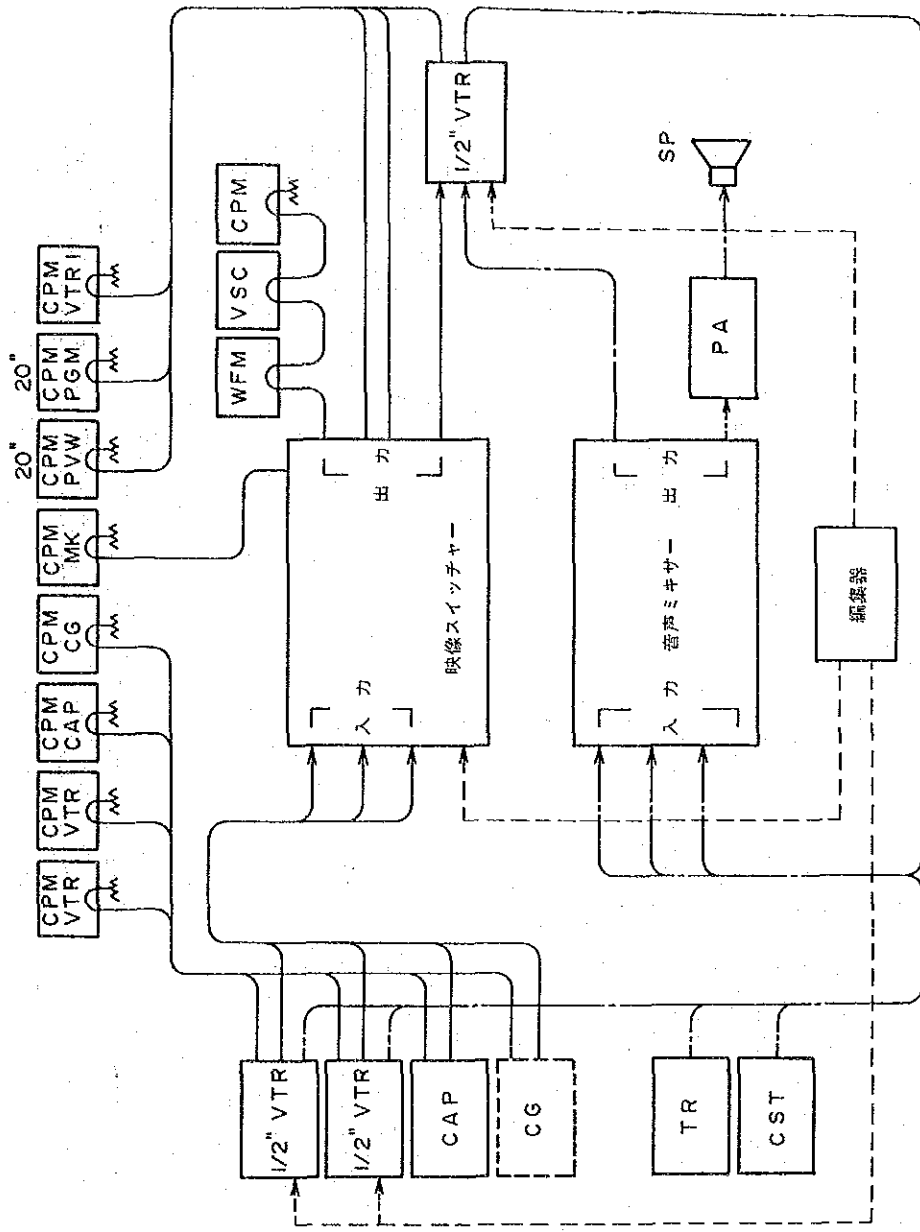 20" 20"
CPM VTR
CPM VTR
CPM CAP
CPM CG
CPM MK
CPM PVW
CPM PGM
CPM VTR1
WFM
VSC
CPM
1/2" VTR
1/2" VTR
CAP
CG
TR
CST
入力
出力
映像スイッチャー
入力
出力
音声ミキサー
編集器
1/2" VTR
PA
SP